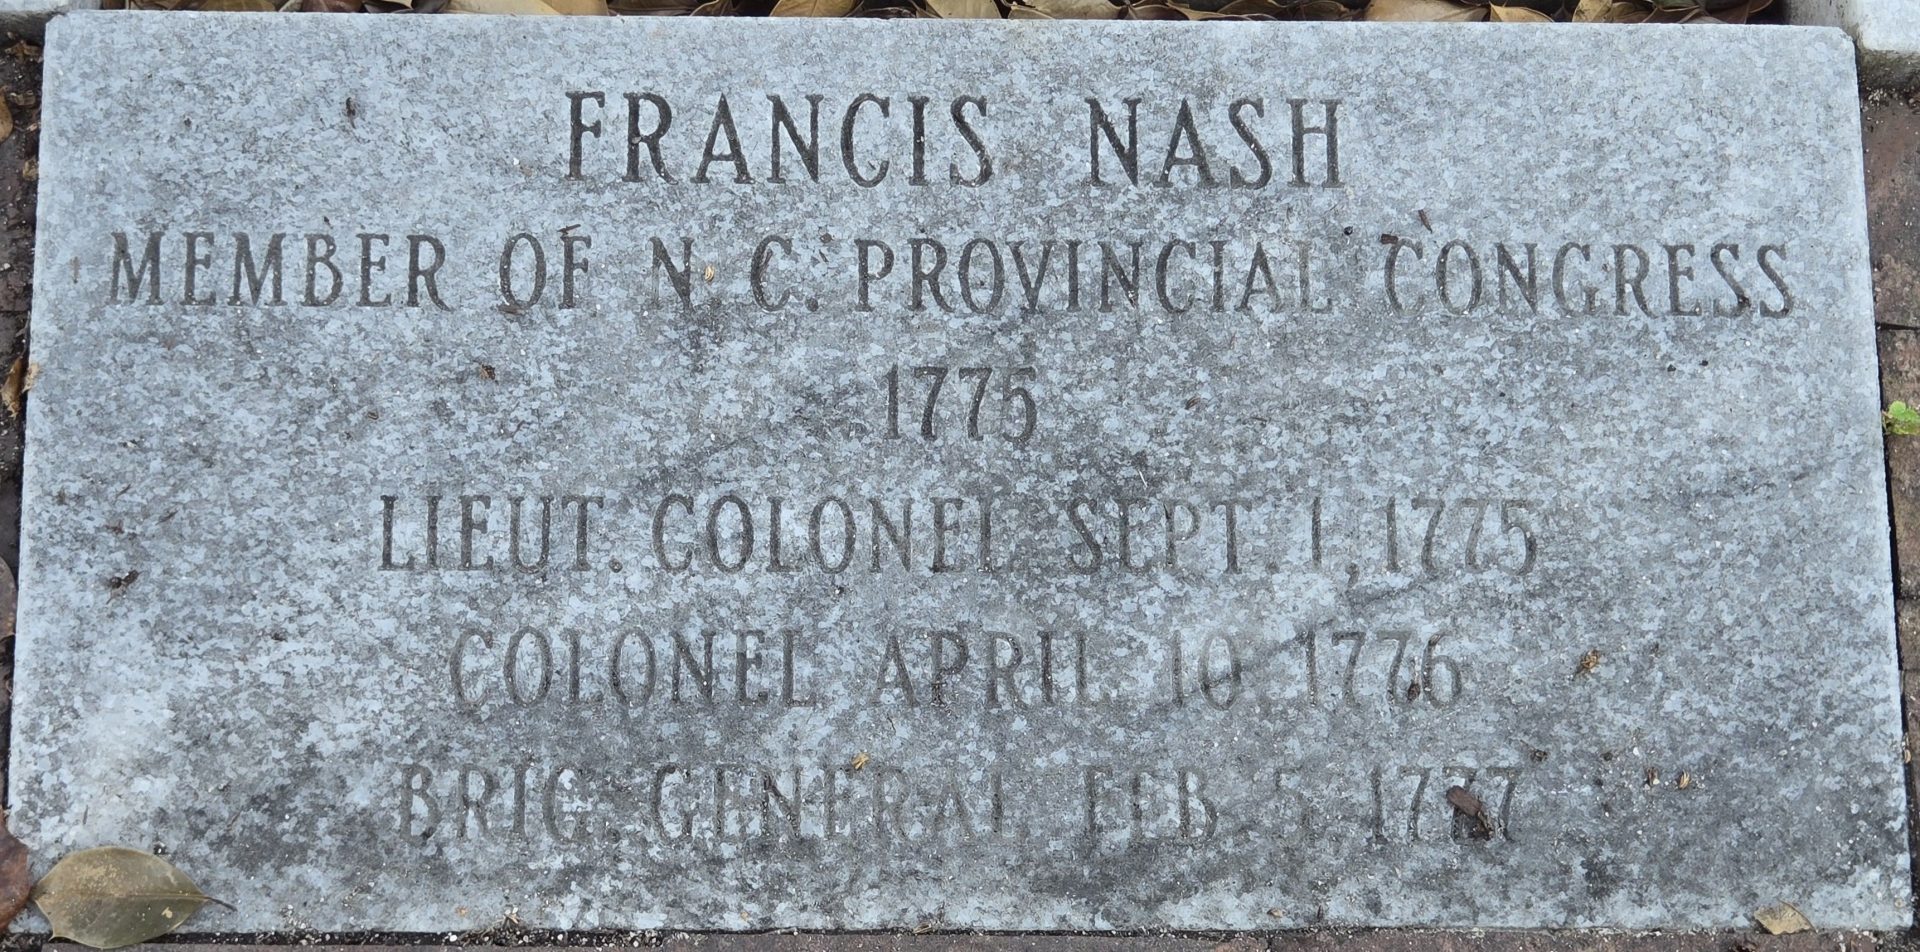 FRANCIS NASH
MEMBER OF N. C. PROVINCIAL CONGRESS
1775
LIEUT. COLONEL SEPT. 1, 1775
COLONEL APRIL 10, 1776
BRIG. GENERAL FEB. 5, 1777